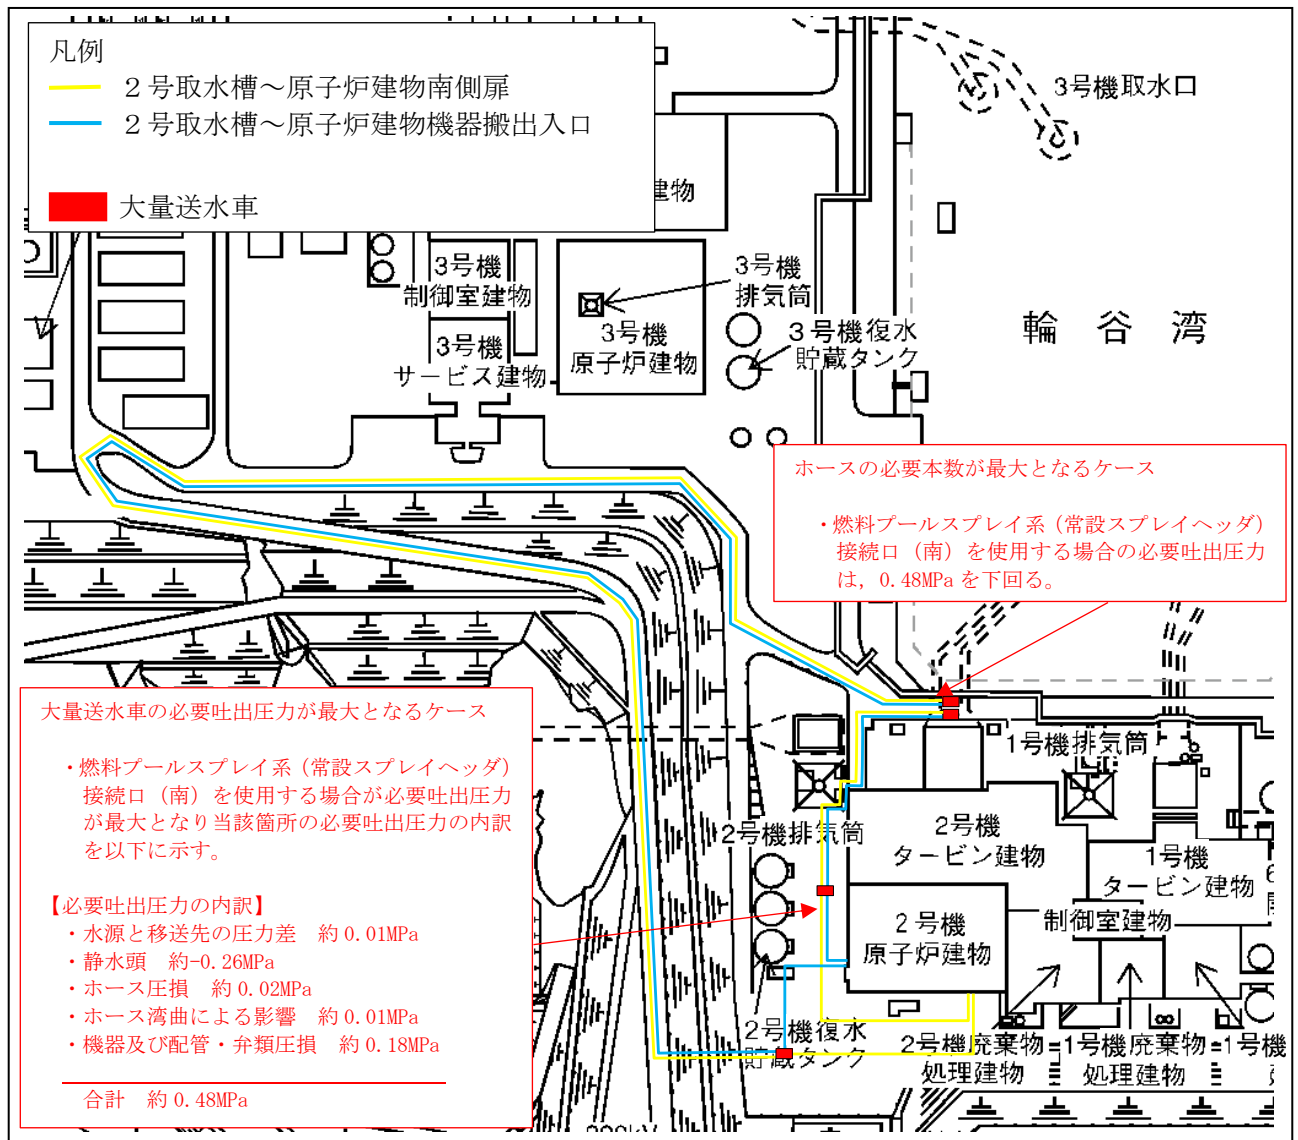 凡例
２号取水槽～原子炉建物南側扉
２号取水槽～原子炉建物機器搬出入口
大量送水車
建物
3号機取水口
3号機
制御室建物
3号機
排気筒
3号機
原子炉建物
3号機復水
貯蔵タンク
3号機
サービス建物
輪谷湾
ホースの必要本数が最大となるケース
・燃料プールスプレイ系（常設スプレイヘッダ）
接続口（南）を使用する場合の必要吐出圧力
は，0.48MPaを下回る。
大量送水車の必要吐出圧力が最大となるケース
・燃料プールスプレイ系（常設スプレイヘッダ）
接続口（南）を使用する場合が必要吐出圧力
が最大となり当該箇所の必要吐出圧力の内訳
を以下に示す。
【必要吐出圧力の内訳】
・水源と移送先の圧力差　約0.01MPa
・静水頭　約-0.26MPa
・ホース圧損　約0.02MPa
・ホース湾曲による影響　約0.01MPa
・機器及び配管・弁類圧損　約0.18MPa
合計　約0.48MPa
1号機排気筒
2号機排気筒
2号機
タービン建物
1号機
タービン建物
2号機
原子炉建物
制御室建物
2号機復水
貯蔵タンク
2号機廃棄物
処理建物
1号機廃棄物
処理建物
1号機